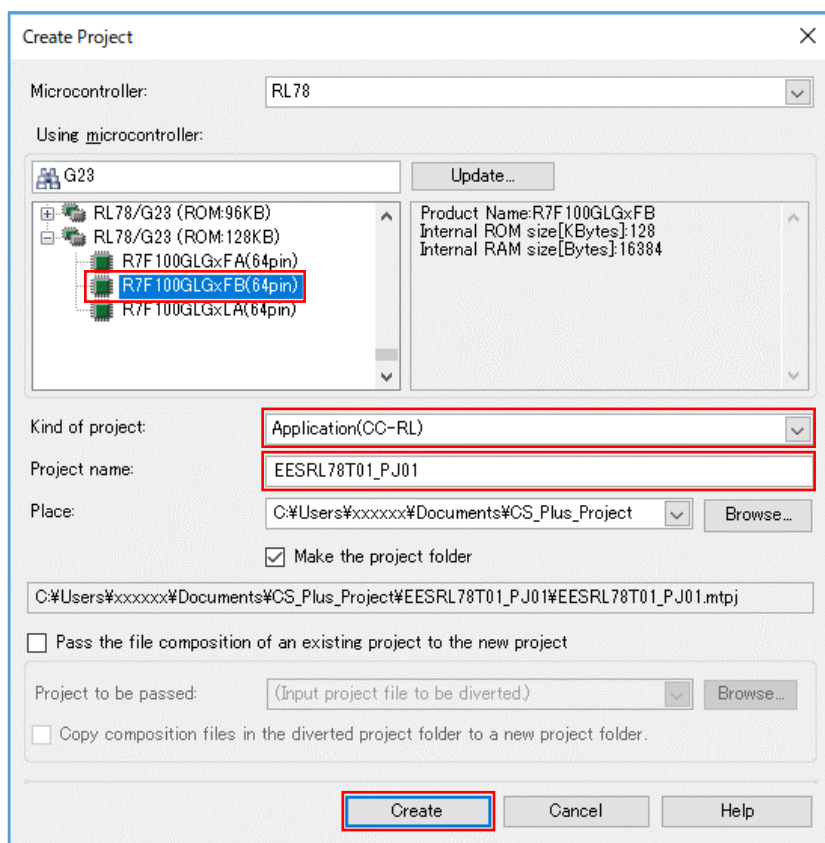 Create Project
Microcontroller: RL78
Using microcontroller:
G23 Update...
RL78/G23 (ROM:96KB)
RL78/G23 (ROM:128KB)
R7F100GLGxFA(64pin)
R7F100GLGxFB(64pin)
R7F100GLGxLA(64pin)
Product Name:R7F100GLGxFB
Internal ROM size[KBytes]:128
Internal RAM size[Bytes]:16384
Kind of project: Application(CC-RL)
Project name: EESRL78T01_PJ01
Place: C:¥Users¥xxxxxx¥Documents¥CS_Plus_Project Browse...
Make the project folder
C:¥Users¥xxxxxx¥Documents¥CS_Plus_Project¥EESRL78T01_PJ01¥EESRL78T01_PJ01.mtpj
Pass the file composition of an existing project to the new project
Project to be passed: (Input project file to be diverted.) Browse...
Copy composition files in the diverted project folder to a new project folder.
Create Cancel Help